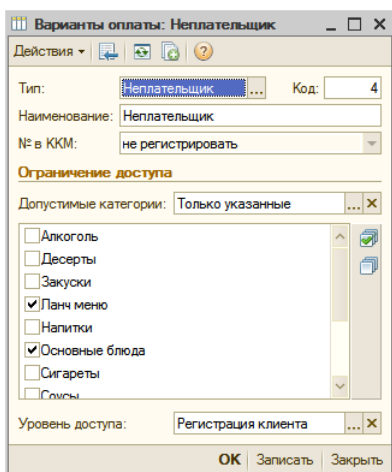 Варианты оплаты: Неплательщик
Действия
Тип: Неплательщик ... Код: 4
Наименование: Неплательщик
№ в ККМ: не регистрировать
Ограничение доступа
Допустимые категории: Только указанные ...
Алкоголь
Десерты
Закуски
Ланч меню
Напитки
Основные блюда
Сигареты
Соусы
Уровень доступа: Регистрация клиента ...
OK Записать Закрыть